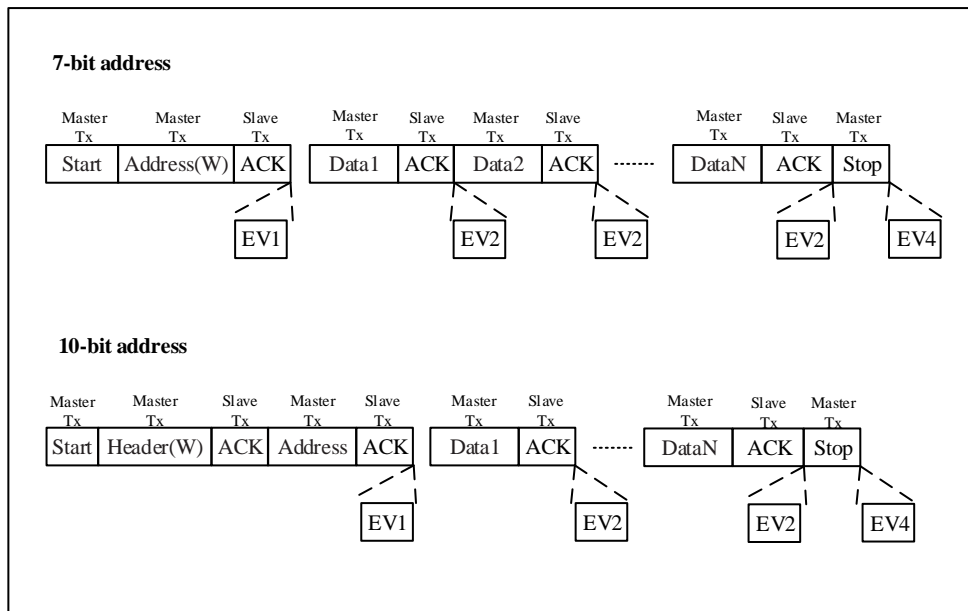 7-bit address
Master Tx Master Tx Slave Tx Master Tx Slave Tx Master Tx Slave Tx Master Tx Slave Tx Master Tx
Start Address(W) ACK Data1 ACK Data2 ACK DataN ACK Stop
EV1 EV2 EV2 EV2 EV4
10-bit address
Master Tx Master Tx Slave Tx Master Tx Slave Tx Master Tx Slave Tx Master Tx Slave Tx Master Tx
Start Header(W) ACK Address ACK Data1 ACK DataN ACK Stop
EV1 EV2 EV2 EV4